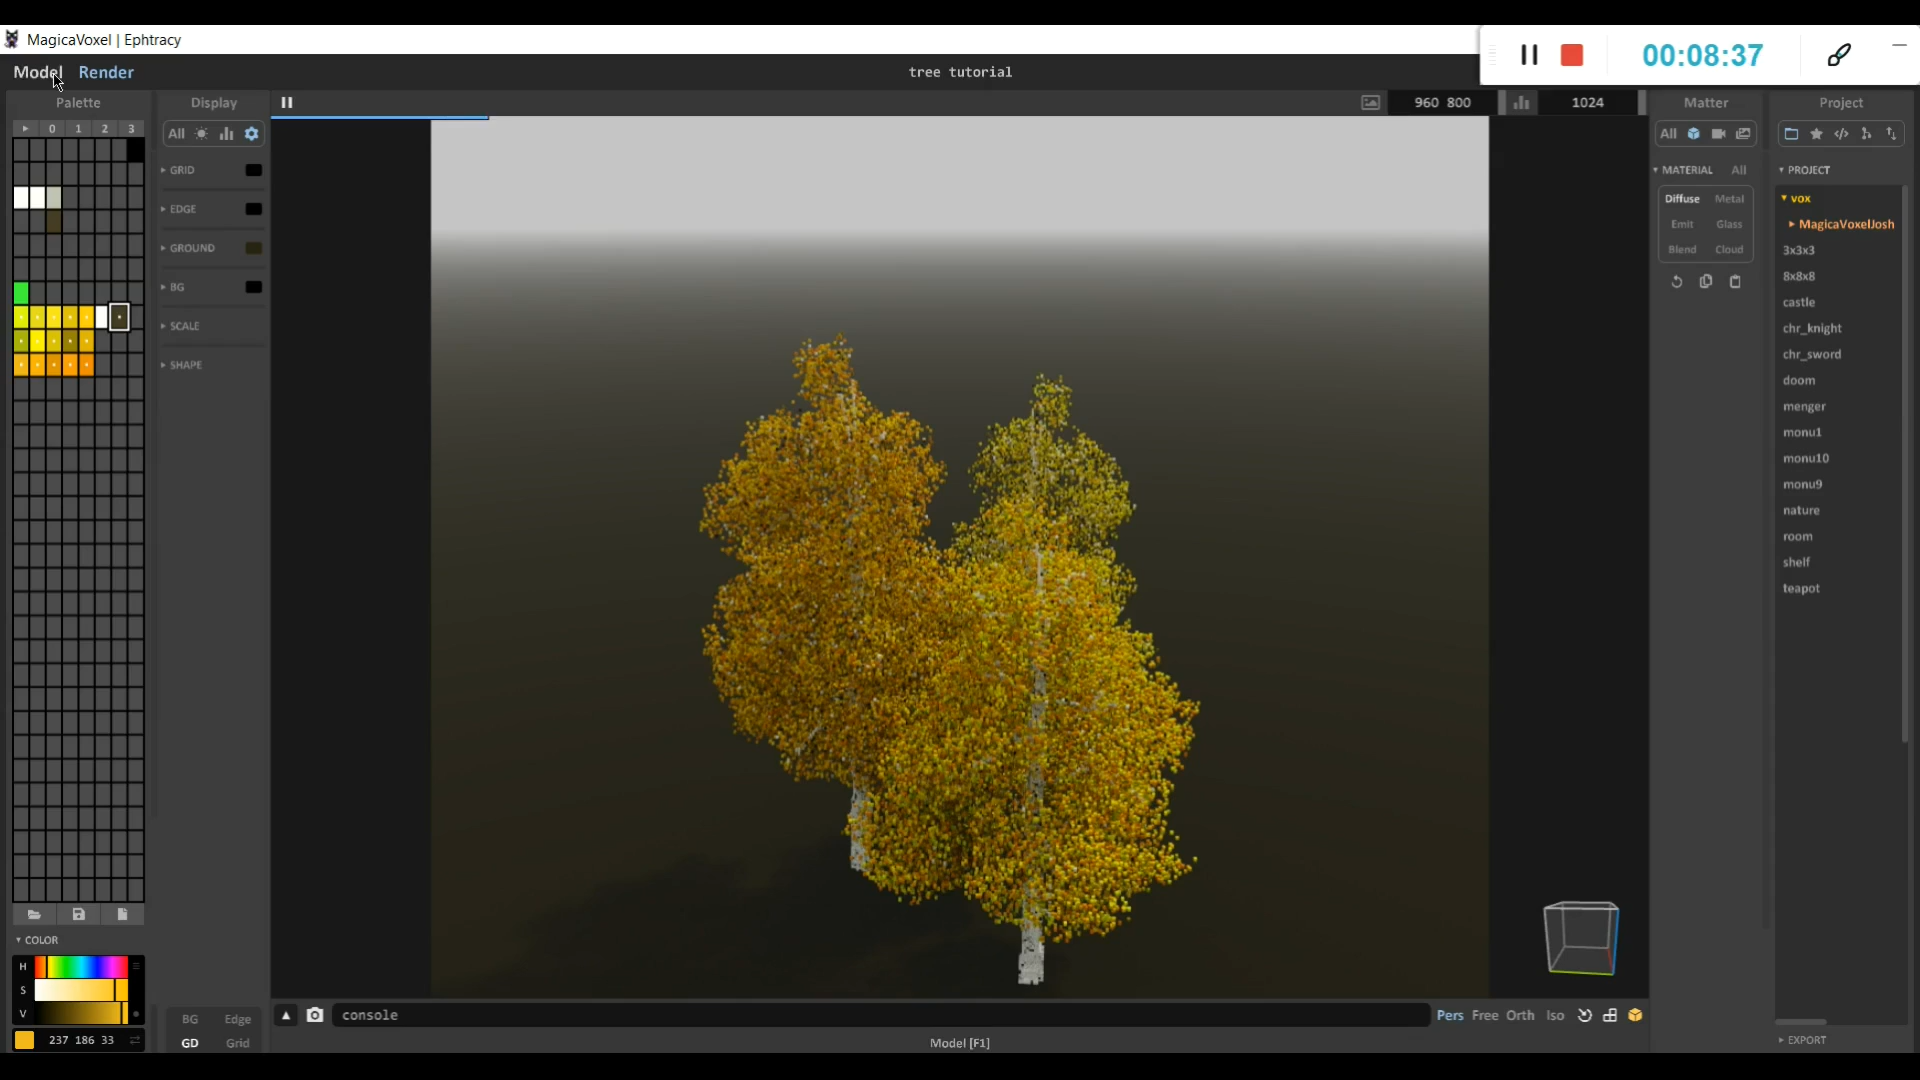 MagicaVoxel | Ephtracy
00:08:37
Model Render
tree tutorial
Palette
Display
960 800
1024
Matter
Project
0 1 2 3
All
All
GRID
EDGE
GROUND
BG
SCALE
SHAPE
MATERIAL All
Diffuse Metal
Emit Glass
Blend Cloud
PROJECT
vox
MagicaVoxelJosh
3x3x3
8x8x8
castle
chr_knight
chr_sword
doom
menger
monu1
monu10
monu9
nature
room
shelf
teapot
COLOR
H
S
V
237 186 33
BG Edge
GD Grid
console
Pers Free Orth Iso
Model [F1]
EXPORT